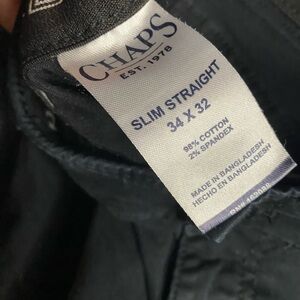 CHAPS
EST. 1978
SLIM STRAIGHT
34 X 32
98% COTTON
2% SPANDEX
MADE IN BANGLADESH
HECHO EN BANGLADESH